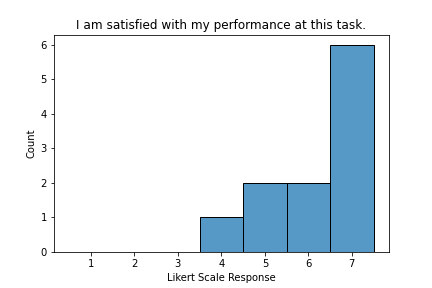 I am satisfied with my performance at this task.
6
5
4
3
2
1
0
Count
1 2 3 4 5 6 7
Likert Scale Response